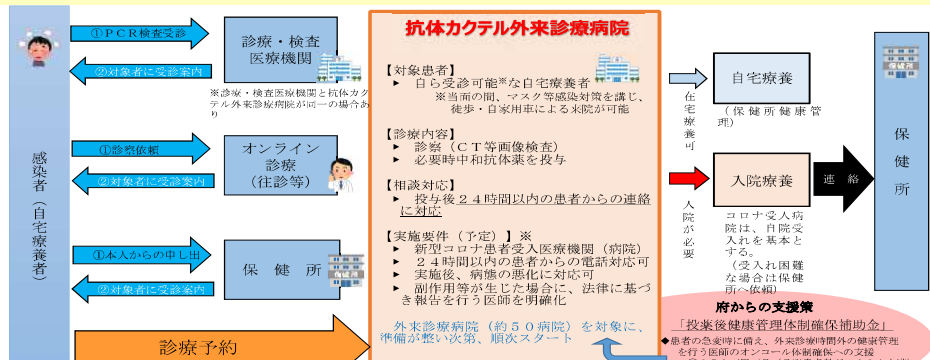 感染者（自宅療養者）
①ＰＣＲ検査受診
②対象者に受診案内
診療・検査
医療機関
※診療・検査医療機関と抗体カク
テル外来診療病院が同一の場合あ
り
①診察依頼
②対象者に受診案内
オンライン
診療
（往診等）
①本人からの申し出
②対象者に受診案内
保健所
診療予約
抗体カクテル外来診療病院
【対象患者】
▶ 自ら受診可能※な自宅療養者
※当面の間、マスク等感染対策を講じ、
徒歩・自家用車による来院が可能
【診療内容】
▶ 診察（ＣＴ等画像検査）
▶ 必要時中和抗体薬を投与
【相談対応】
▶ 投与後２４時間以内の患者からの連絡
に対応
【実施要件（予定）】※
▶ 新型コロナ患者受入医療機関（病院）
▶ ２４時間以内の患者からの電話対応可
▶ 実施後、病態の悪化に対応可
▶ 副作用等が生じた場合に、法律に基づ
き報告を行う医師を明確化
外来診療病院（約５０病院）を対象に、
準備が整い次第、順次スタート
在宅療養可
自宅療養
（保健所健康管
理）
入院が必要
入院療養
コロナ受入病
院は、自院受
入れを基本と
する。
（受入れ困難
な場合は保健
所へ依頼）
連絡
保健所
保健所
府からの支援策
「投薬後健康管理体制確保補助金」
◆患者の急変時に備え、外来診療時間外の健康管理
を行う医師のオンコール体制確保への支援